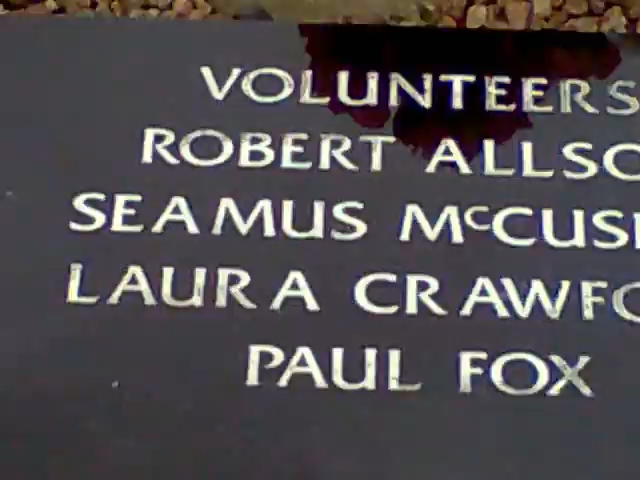 VOLUNTEERS
ROBERT ALLSO
SEAMUS McCUS
LAURA CRAWFO
PAUL FOX